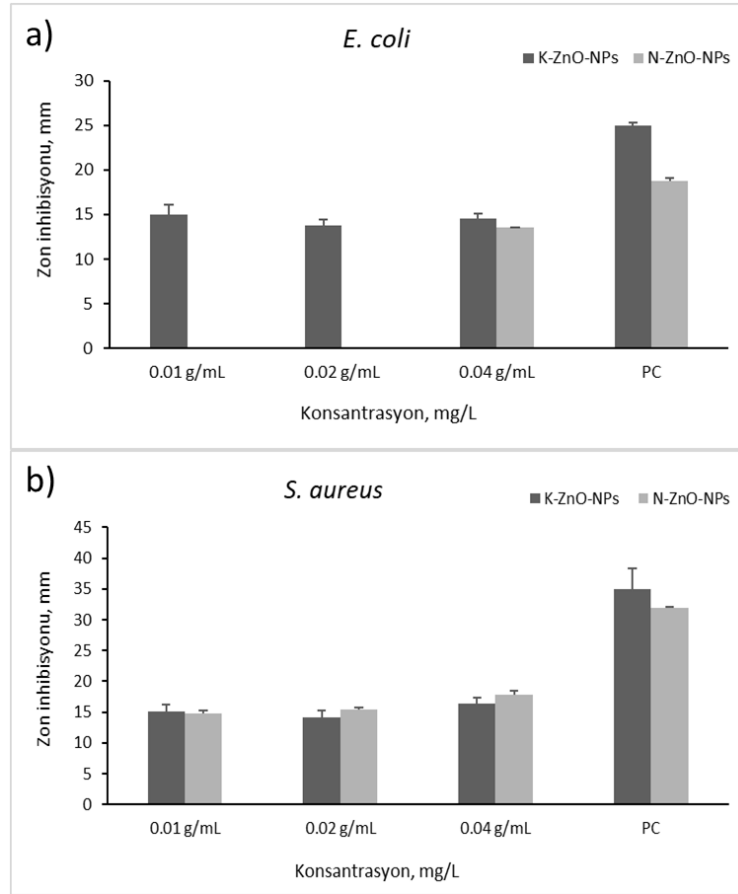 a)
E. coli
K-ZnO-NPs N-ZnO-NPs
Zon inhibisyonu, mm
30
25
20
15
10
5
0
0.01 g/mL 0.02 g/mL 0.04 g/mL PC
Konsantrasyon, mg/L
b)
S. aureus
K-ZnO-NPs N-ZnO-NPs
Zon inhibisyonu, mm
45
40
35
30
25
20
15
10
5
0
0.01 g/mL 0.02 g/mL 0.04 g/mL PC
Konsantrasyon, mg/L